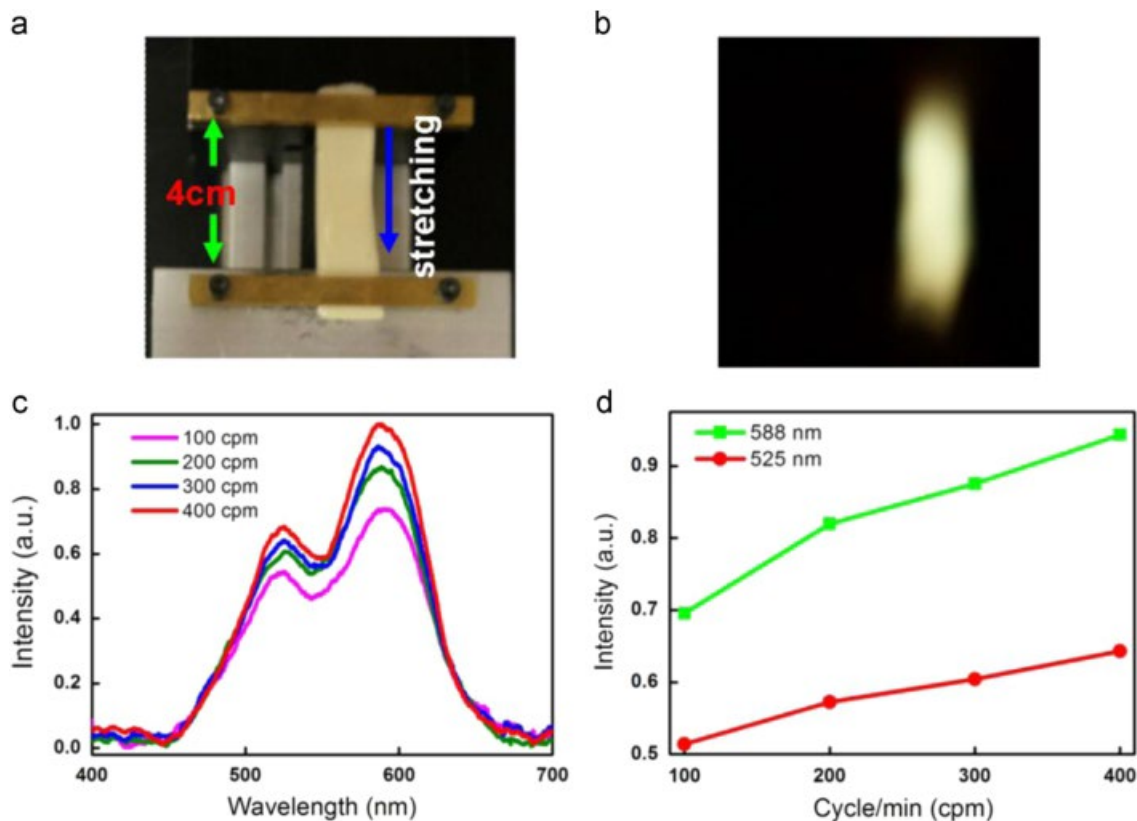 a
4cm
stretching
b
c
1.0
0.8
0.6
0.4
0.2
0.0
400
500
600
700
Intensity (a.u.)
Wavelength (nm)
100 cpm
200 cpm
300 cpm
400 cpm
d
0.9
0.8
0.7
0.6
0.5
100
200
300
400
Intensity (a.u.)
Cycle/min (cpm)
588 nm
525 nm